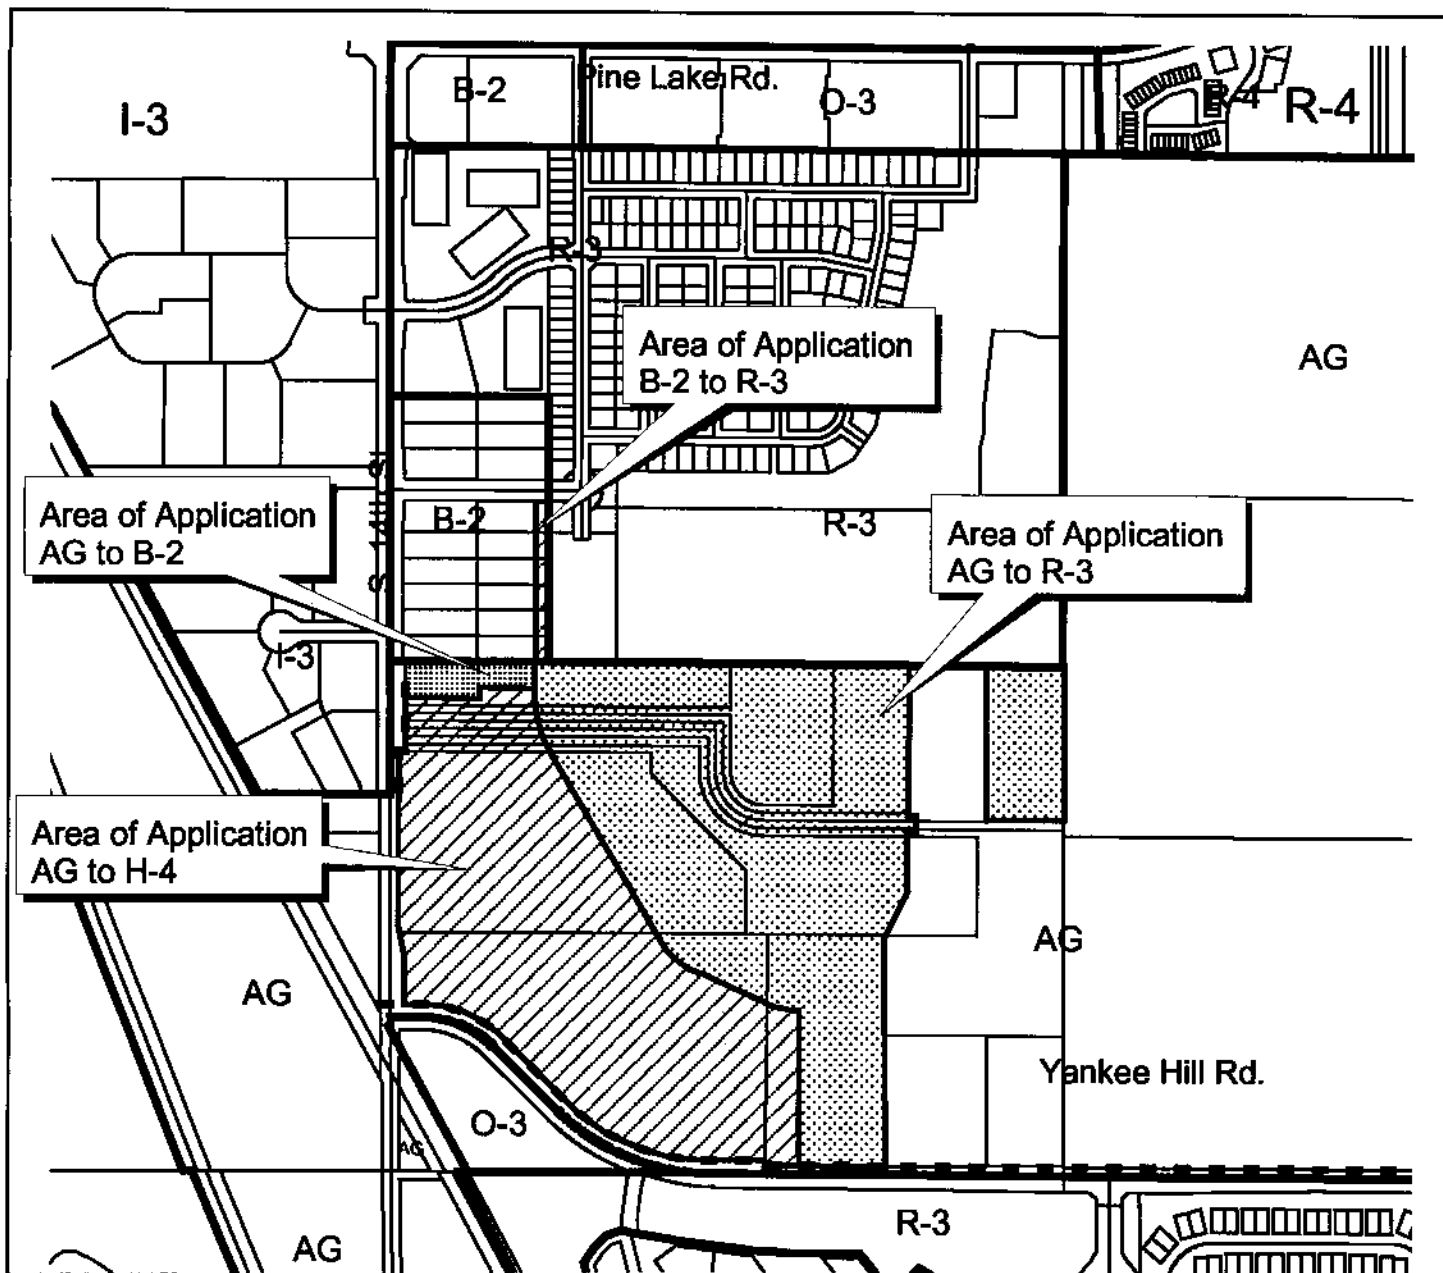 Pine Lake Rd.
B-2
O-3
I-3
R-4
R-4
R-3
Area of Application
B-2 to R-3
AG
Area of Application
AG to B-2
S 14th St
B-2
R-3
Area of Application
AG to R-3
I-3
Area of Application
AG to H-4
AG
AG
Yankee Hill Rd.
O-3
AG
R-3
AG